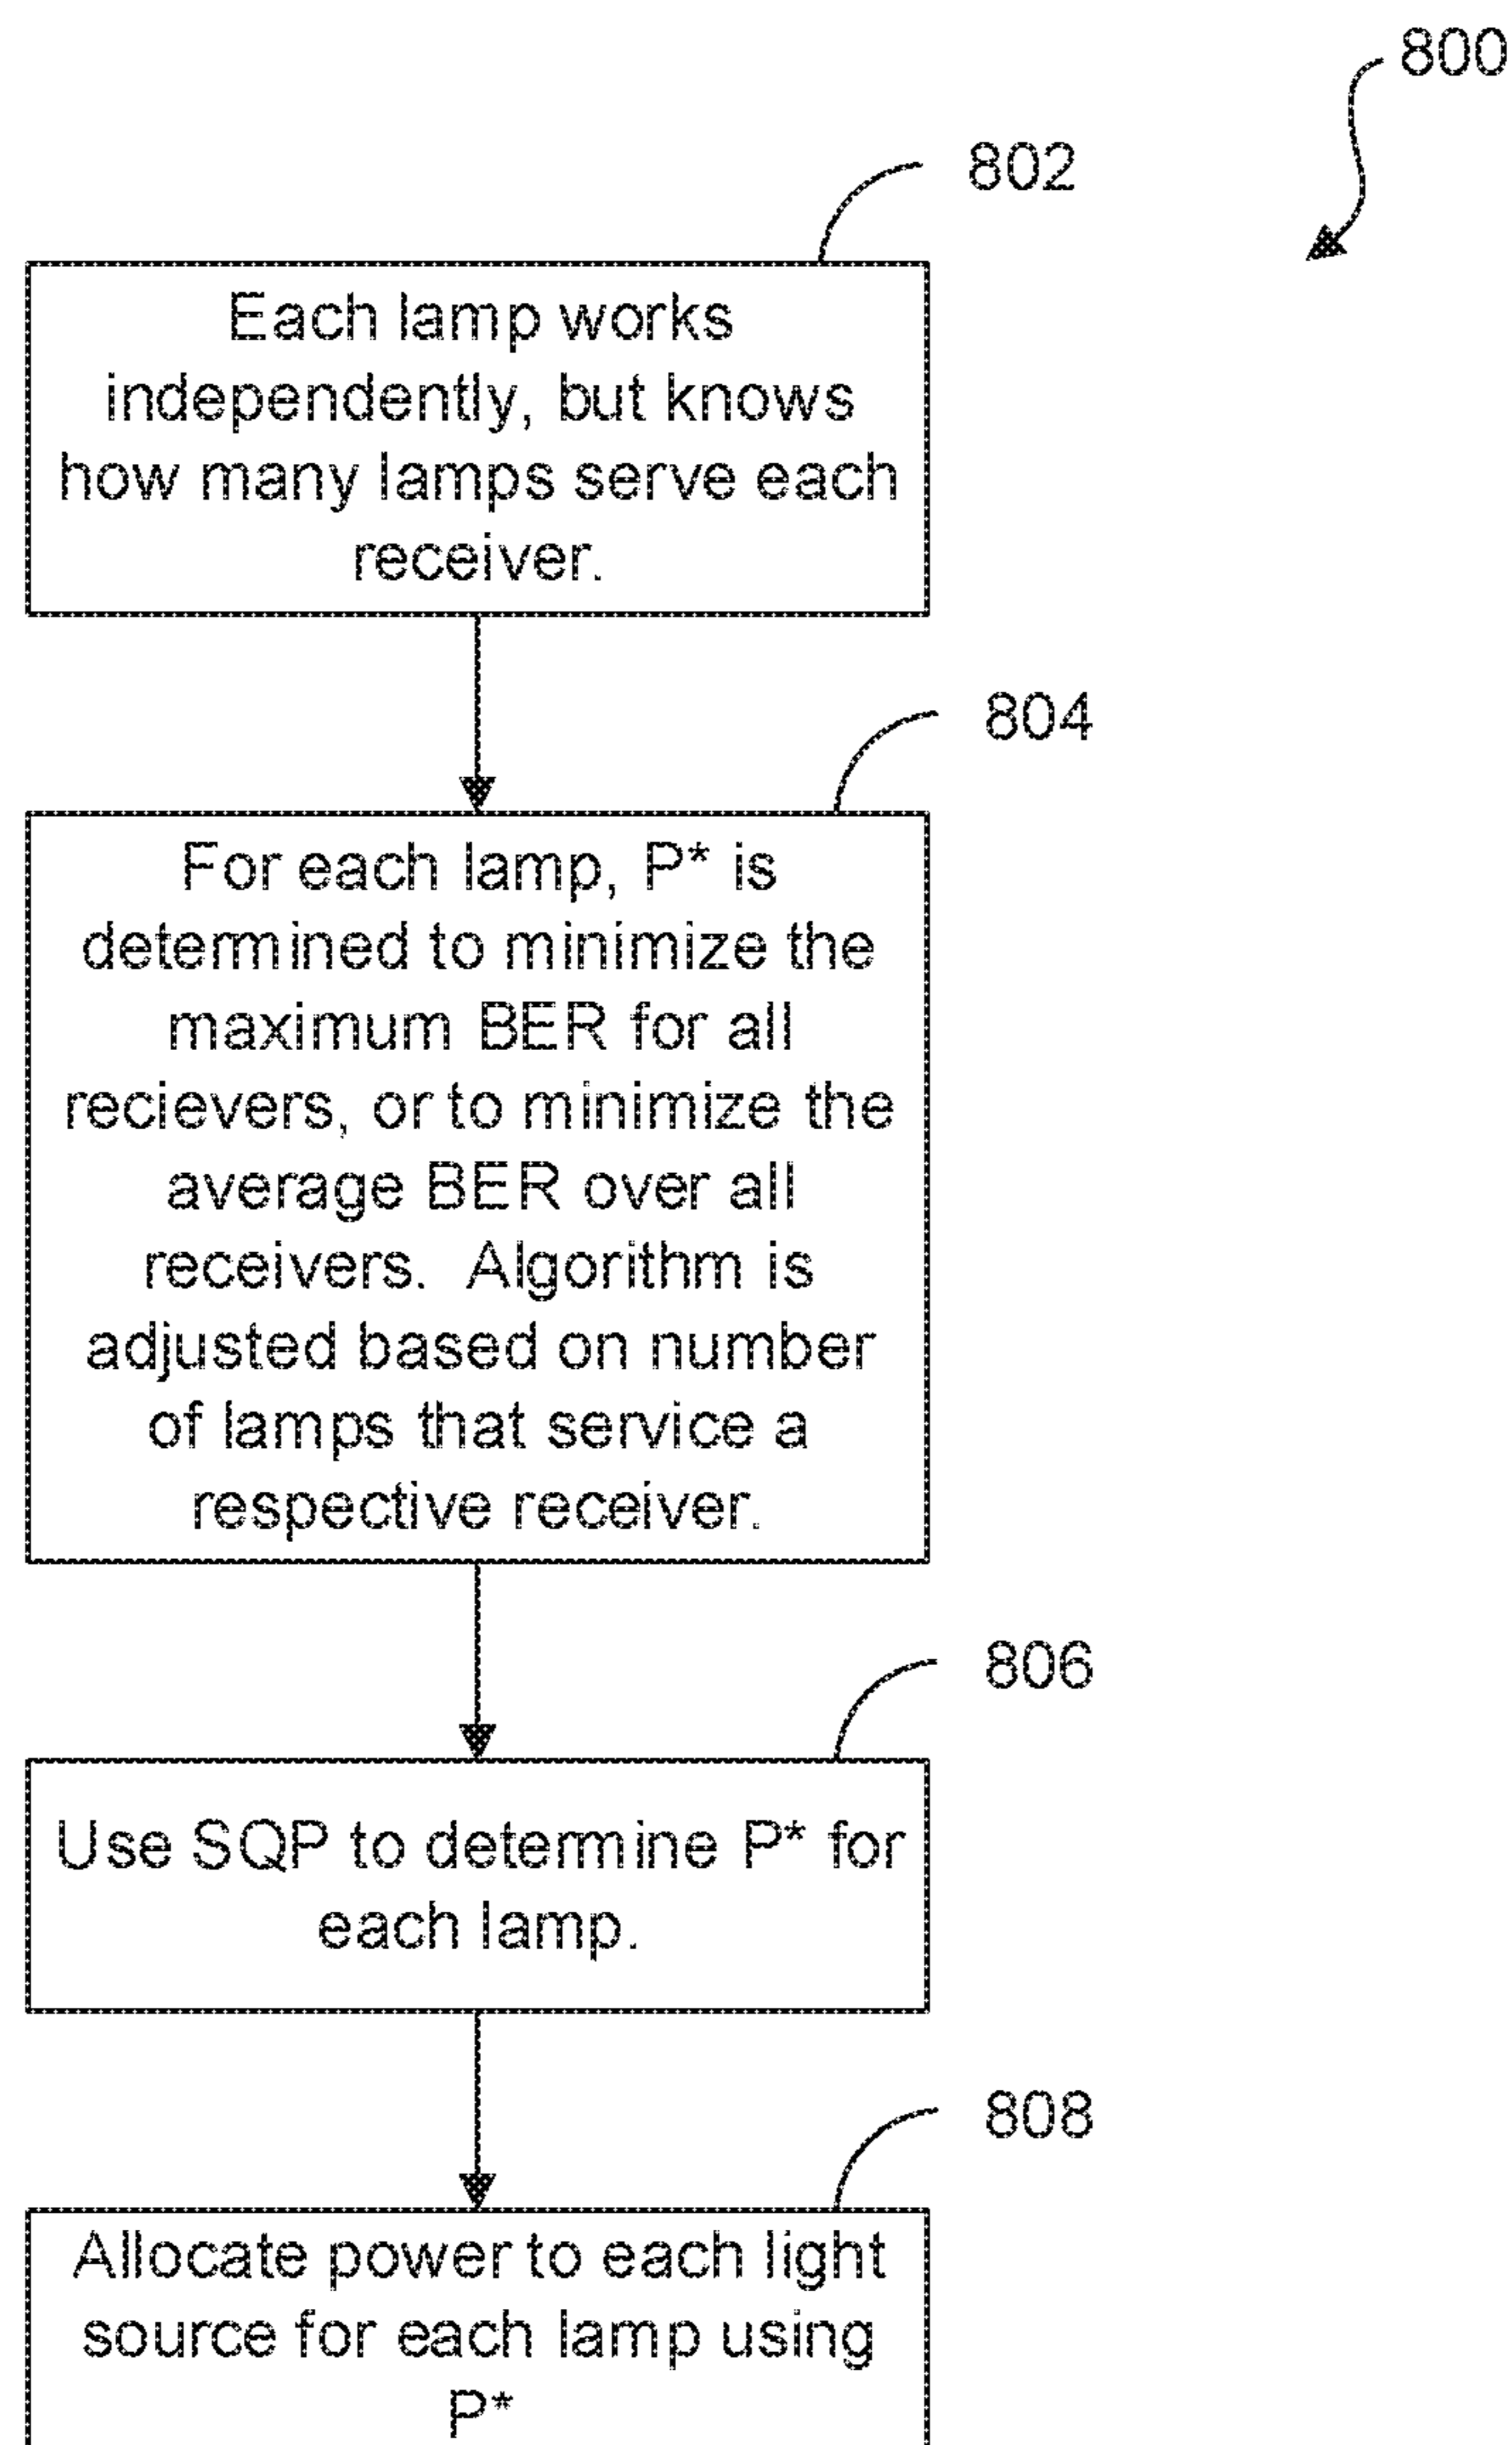 800
802
Each lamp works
independently, but knows
how many lamps serve each
receiver.
804
For each lamp, P* is
determined to minimize the
maximum BER for all
recievers, or to minimize the
average BER over all
receivers. Algorithm is
adjusted based on number
of lamps that service a
respective receiver.
806
Use SQP to determine P* for
each lamp.
808
Allocate power to each light
source for each lamp using
P*